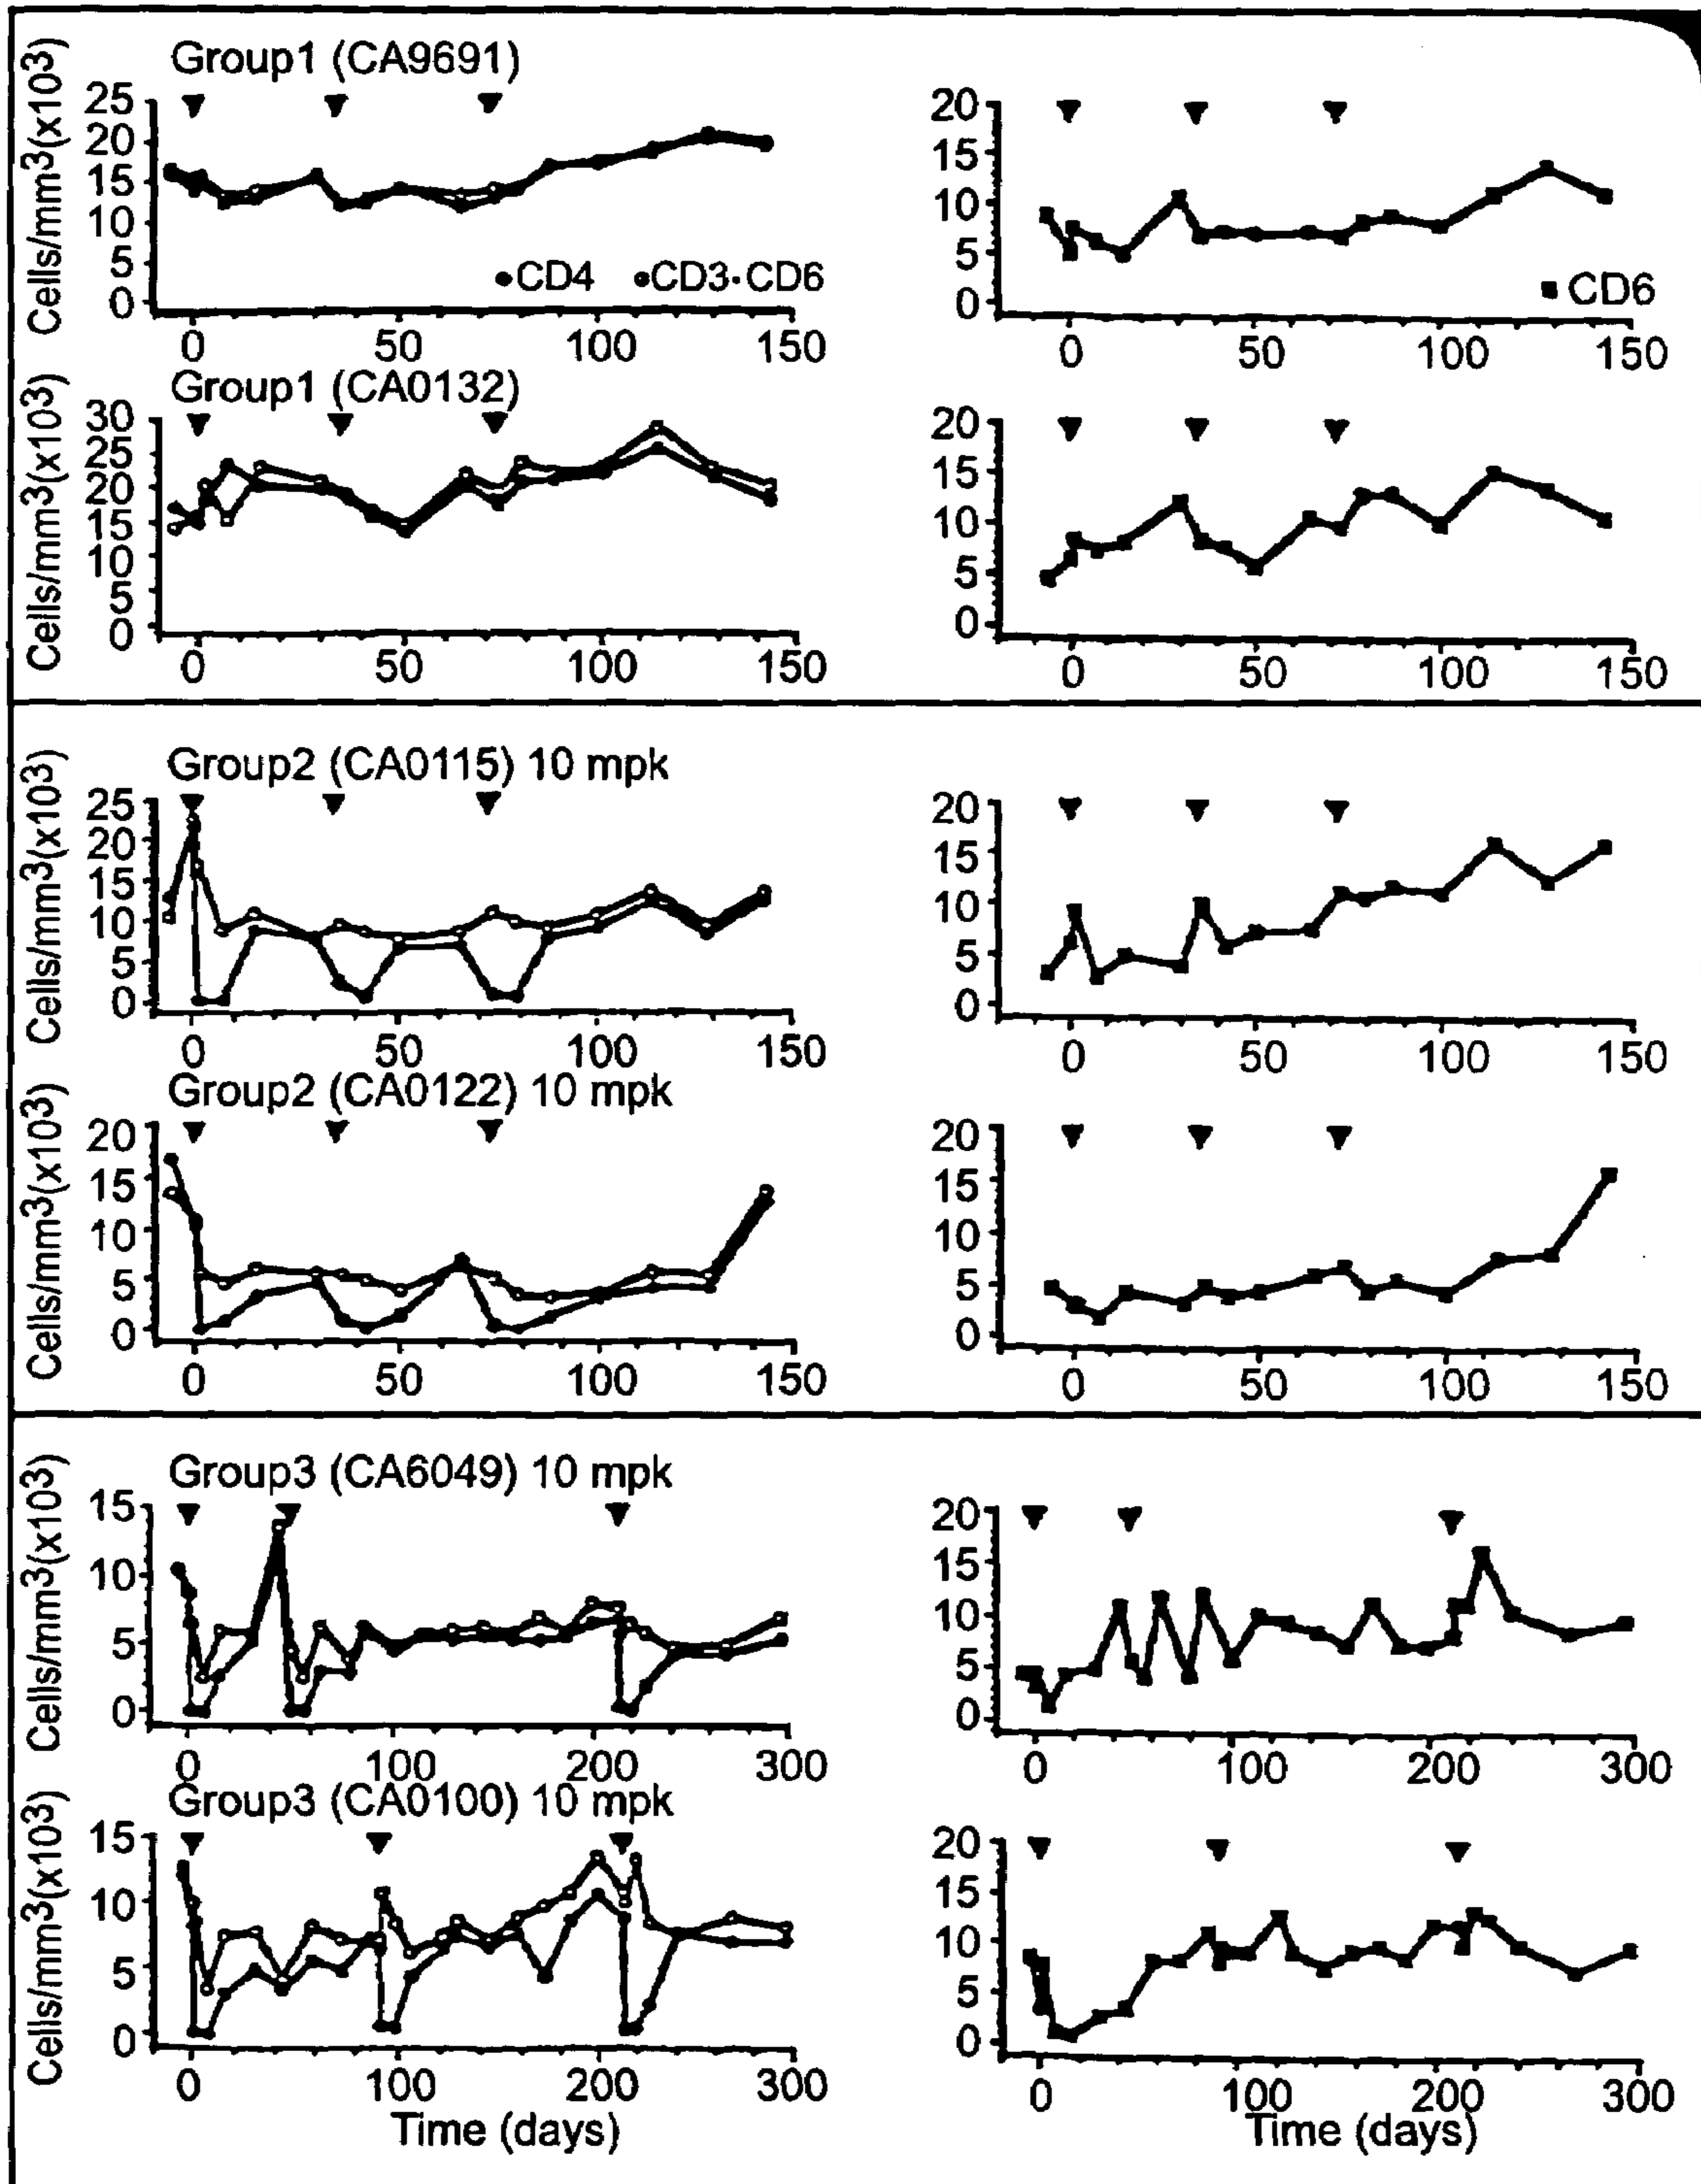 Group1 (CA9691)
Cells/mm3(x103)
25
20
15
10
5
0
•CD4 •CD3•CD6
0 50 100 150
20
15
10
5
0
■ CD6
0 50 100 150
Group1 (CA0132)
Cells/mm3(x103)
30
25
20
15
10
5
0
0 50 100 150
20
15
10
5
0
0 50 100 150
Group2 (CA0115) 10 mpk
Cells/mm3(x103)
25
20
15
10
5
0
0 50 100 150
20
15
10
5
0
0 50 100 150
Group2 (CA0122) 10 mpk
Cells/mm3(x103)
20
15
10
5
0
0 50 100 150
20
15
10
5
0
0 50 100 150
Group3 (CA6049) 10 mpk
Cells/mm3(x103)
15
10
5
0
0 100 200 300
20
15
10
5
0
0 100 200 300
Group3 (CA0100) 10 mpk
Cells/mm3(x103)
15
10
5
0
0 100 200 300
Time (days)
20
15
10
5
0
0 100 200 300
Time (days)